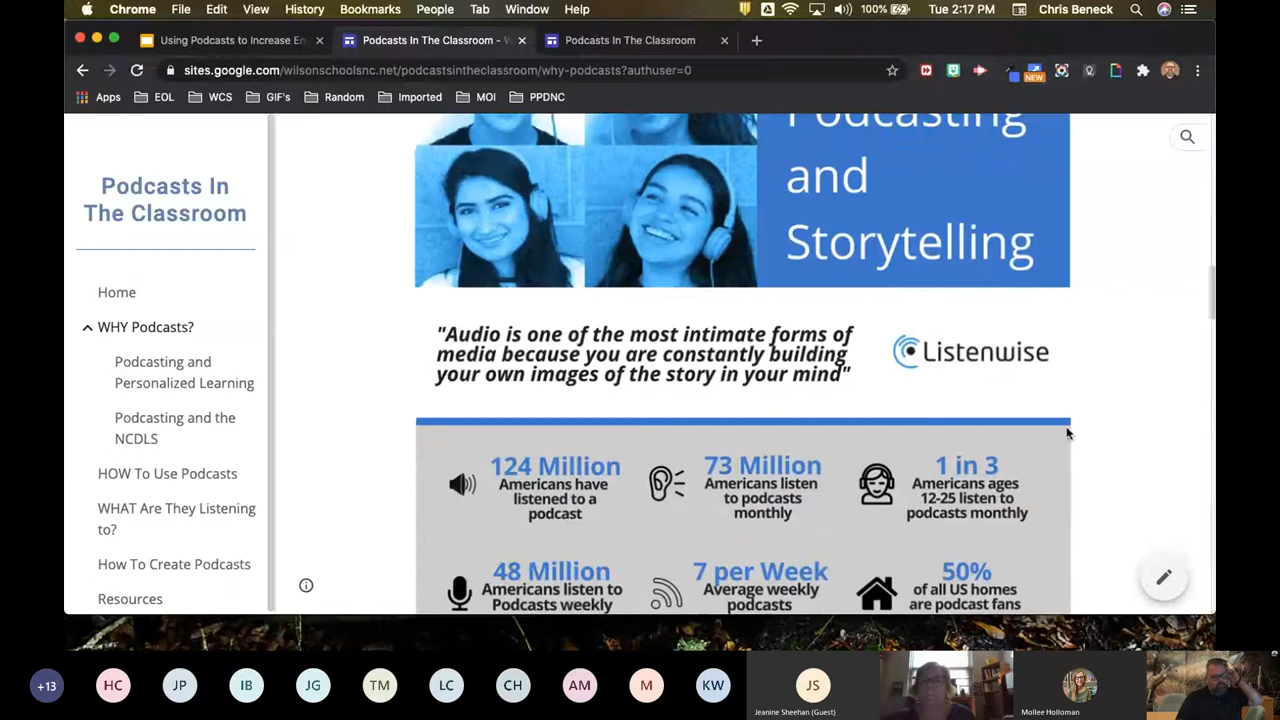 Chrome File Edit View History Bookmarks People Tab Window Help 100% Tue 2:17 PM Chris Beneck
Using Podcasts to Increase En
Podcasts In The Classroom - W
Podcasts In The Classroom
sites.google.com/wilsonschoolsnc.net/podcastsintheclassroom/why-podcasts?authuser=0
NEW
Apps EOL WCS GIF's Random Imported MOI PPDNC
Podcasts In
The Classroom
Home
WHY Podcasts?
Podcasting and
Personalized Learning
Podcasting and the
NCDLS
HOW To Use Podcasts
WHAT Are They Listening
to?
How To Create Podcasts
Resources
Podcasting
and
Storytelling
"Audio is one of the most intimate forms of
media because you are constantly building
your own images of the story in your mind"
Listenwise
124 Million
Americans have
listened to a
podcast
73 Million
Americans listen
to podcasts
monthly
1 in 3
Americans ages
12-25 listen to
podcasts monthly
48 Million
Americans listen to
Podcasts weekly
7 per Week
Average weekly
podcasts
50%
of all US homes
are podcast fans
+13 HC JP IB JG TM LC CH AM M KW JS
Jeanine Sheehan (Guest)
Mollee Holloman